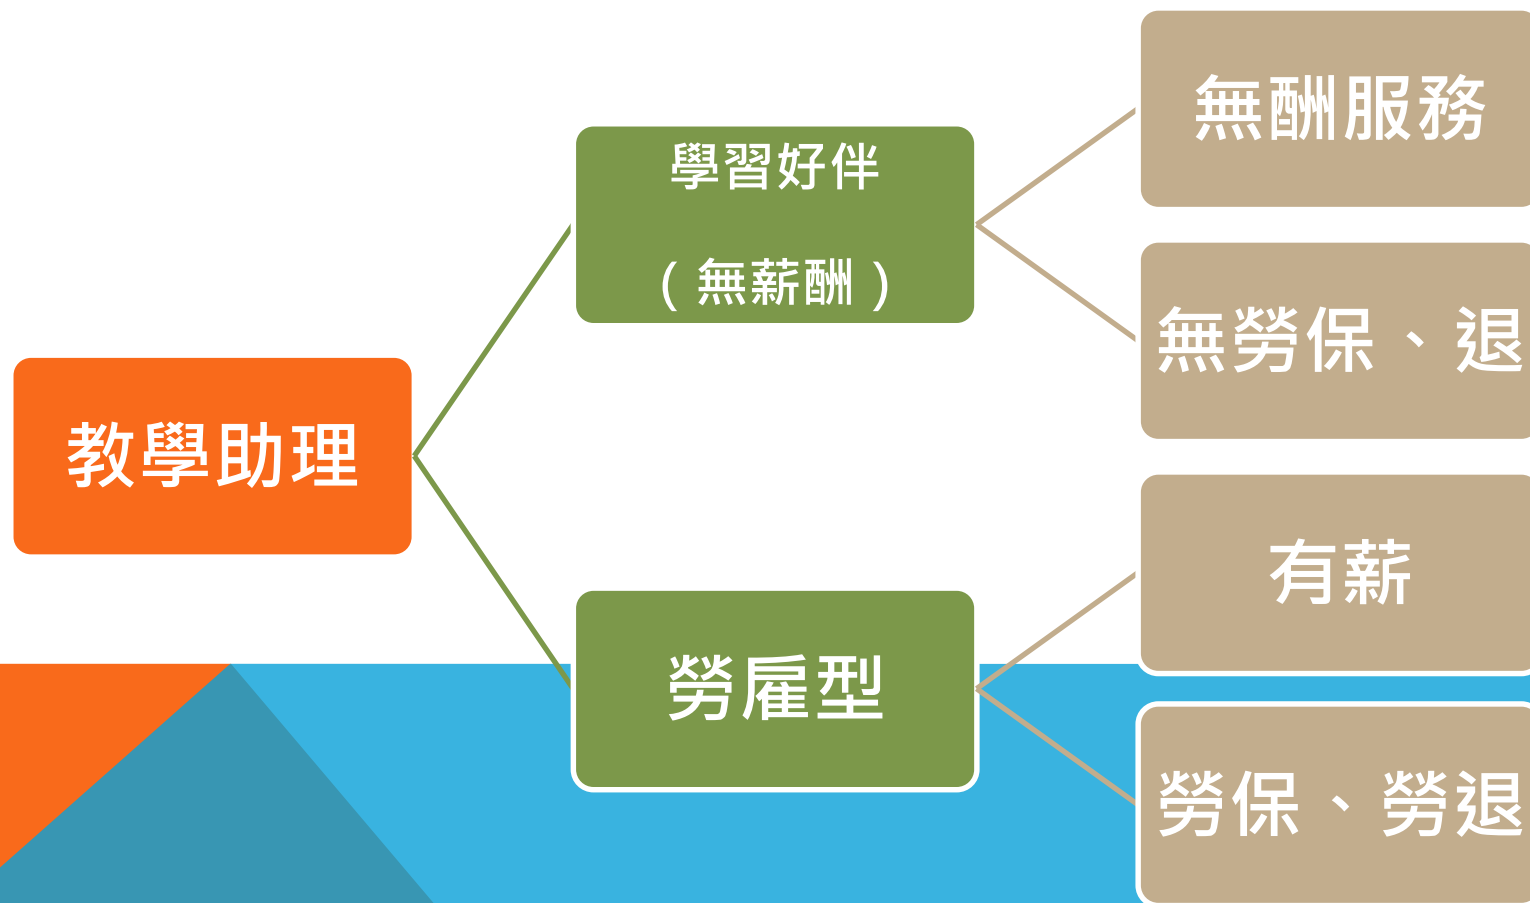 教學助理
學習好伴
（無薪酬）
無酬服務
無勞保、退
勞雇型
有薪
勞保、勞退